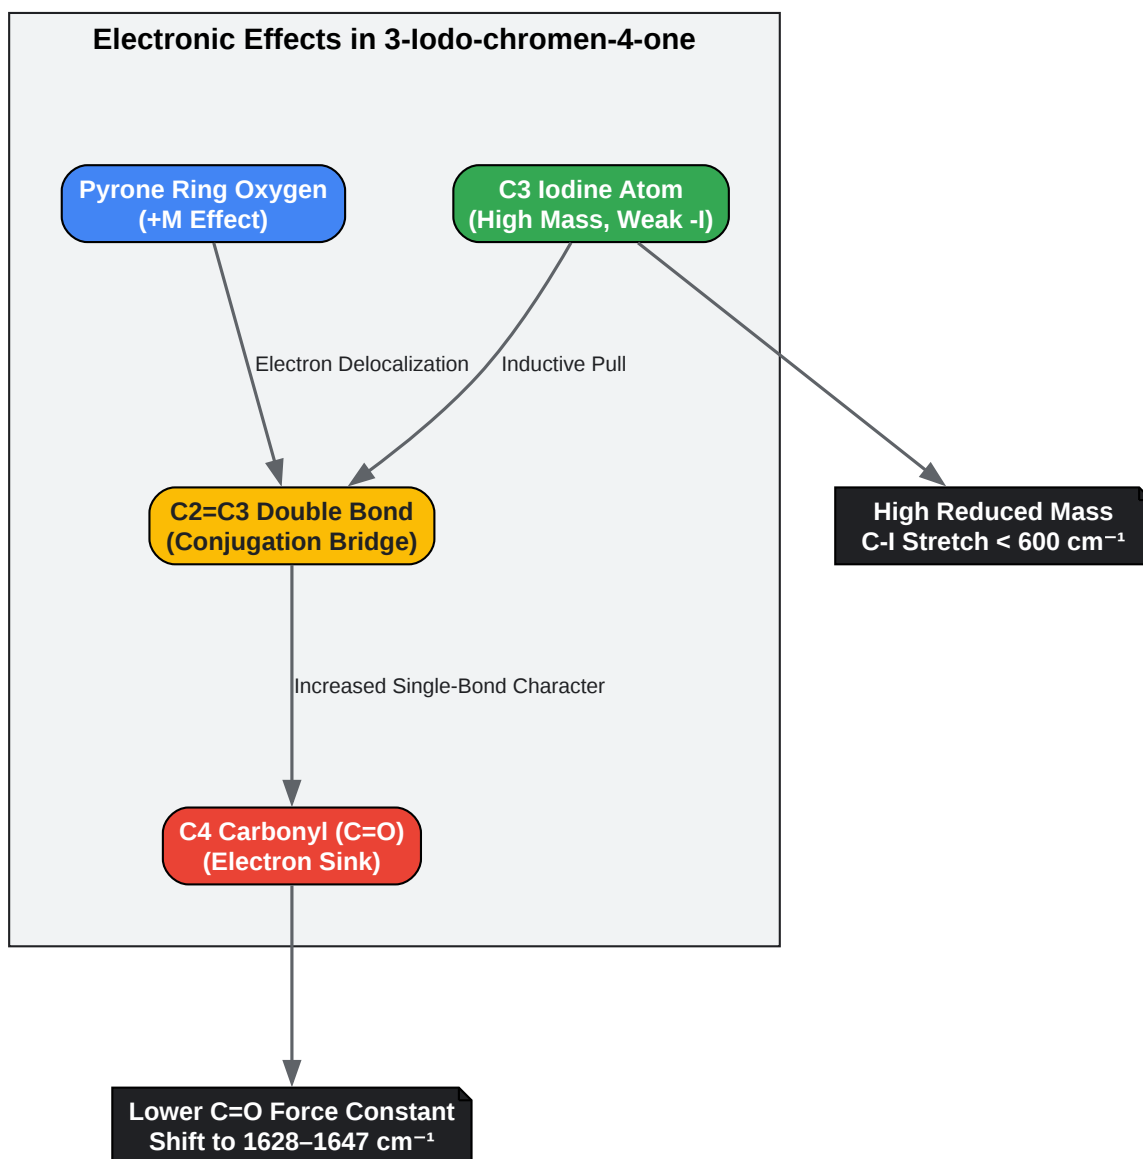 Electronic Effects in 3-Iodo-chromen-4-one
Pyrone Ring Oxygen
(+M Effect)
C3 Iodine Atom
(High Mass, Weak -I)
Electron Delocalization
Inductive Pull
C2=C3 Double Bond
(Conjugation Bridge)
High Reduced Mass
C-I Stretch < 600 cm⁻¹
Increased Single-Bond Character
C4 Carbonyl (C=O)
(Electron Sink)
Lower C=O Force Constant
Shift to 1628–1647 cm⁻¹